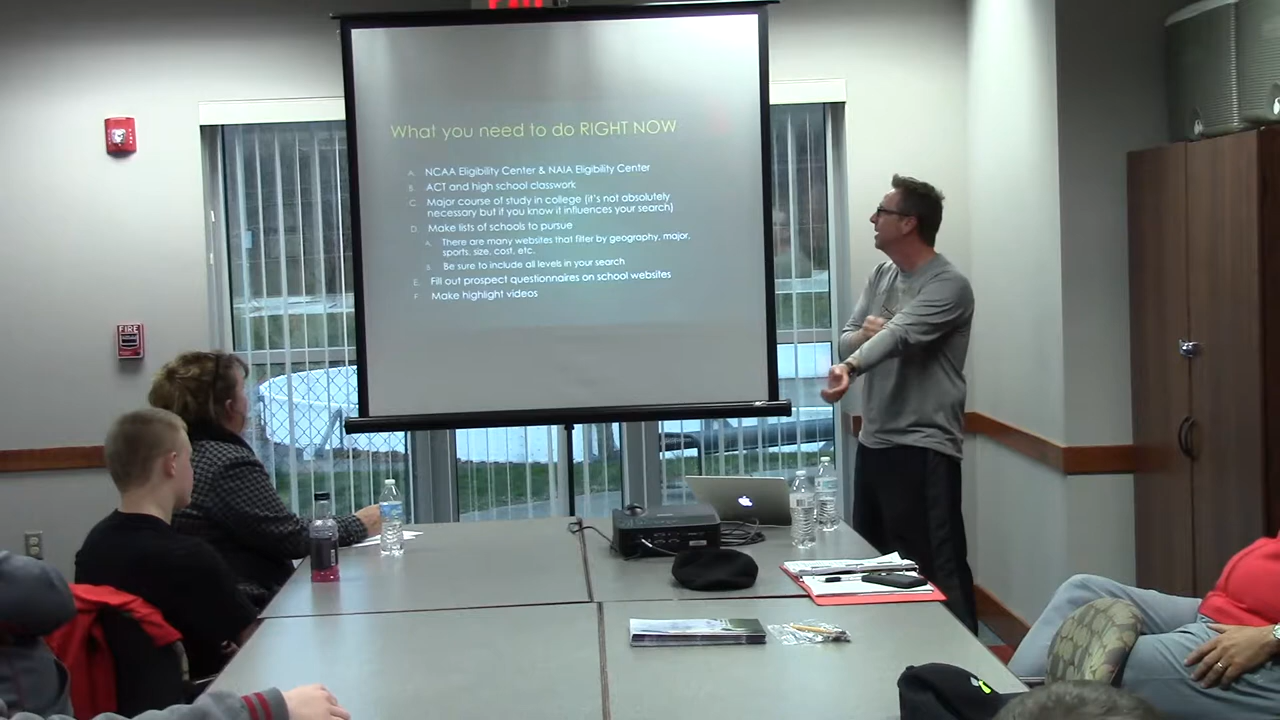 What you need to do RIGHT NOW
A. NCAA Eligibility Center & NAIA Eligibility Center
B. ACT and high school classwork
C. Major course of study in college (it's not absolutely
necessary but if you know it influences your search)
D. Make lists of schools to pursue
A. There are many websites that filter by geography, major,
sports, size, cost, etc.
B. Be sure to include all levels in your search
E. Fill out prospect questionnaires on school websites
F. Make highlight videos
FIRE